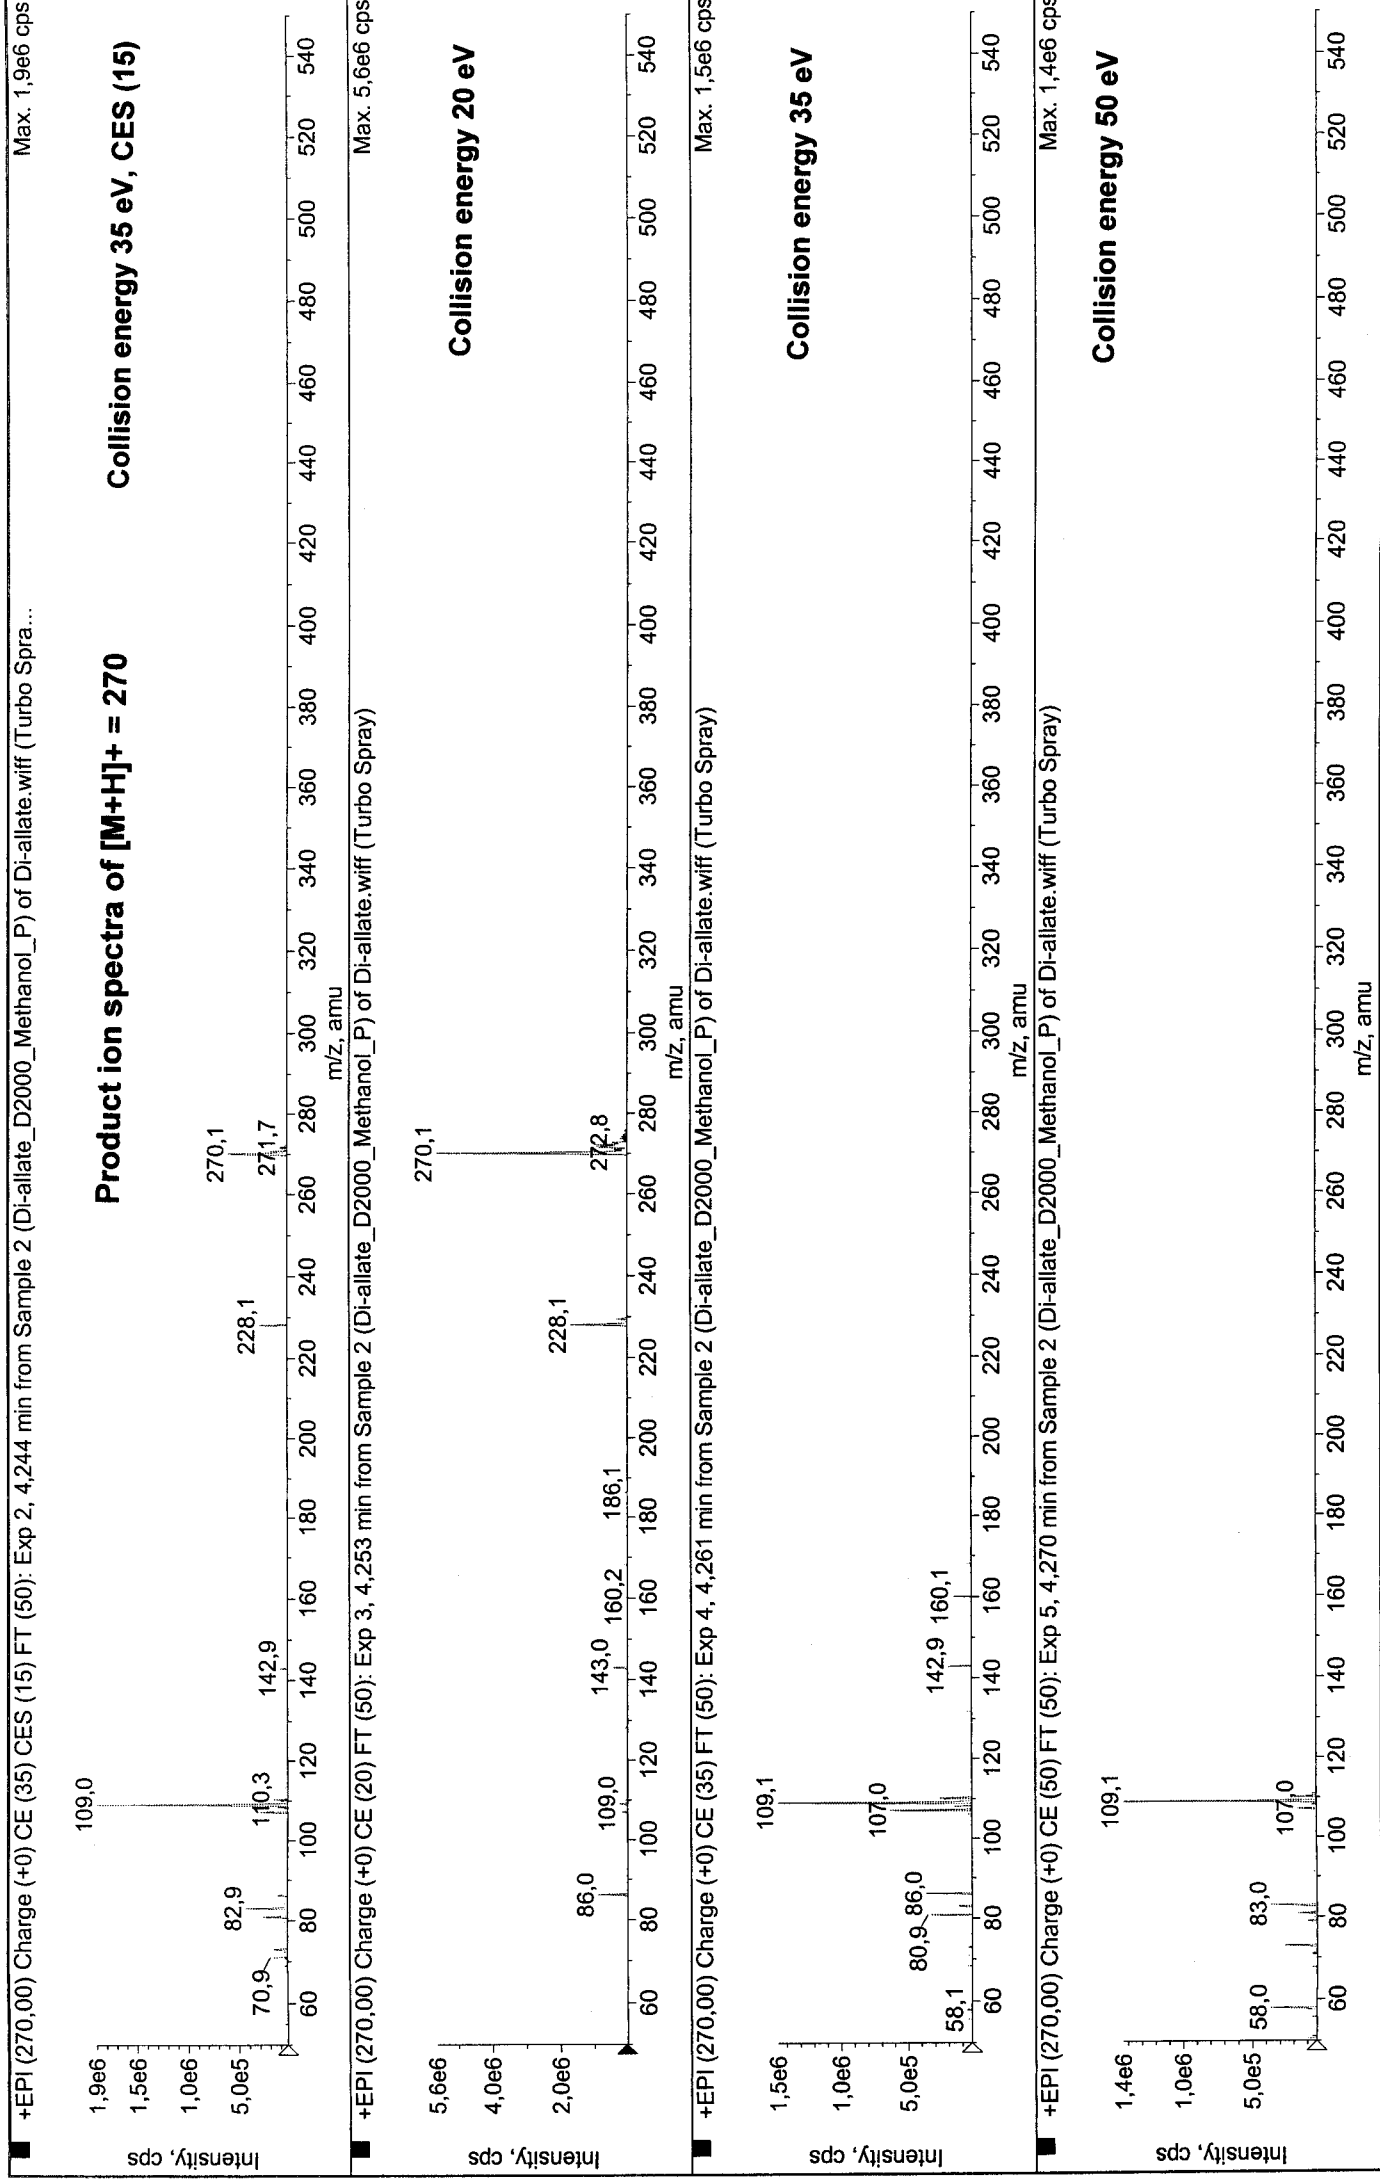 +EPI (270,00) Charge (+0) CE (35) CES (15) FT (50): Exp 2, 4,244 min from Sample 2 (Di-allate_D2000_Methanol_P) of Di-allate.wiff (Turbo Spra... Max. 1,9e6 cps
Product ion spectra of [M+H]+ = 270
Collision energy 35 eV, CES (15)
Intensity, cps
1,9e6
1,5e6
1,0e6
5,0e5
70,9
82,9
109,0
110,3
142,9
228,1
270,1
271,7
60 80 100 120 140 160 180 200 220 240 260 280 300 320 340 360 380 400 420 440 460 480 500 520 540
m/z, amu
+EPI (270,00) Charge (+0) CE (20) FT (50): Exp 3, 4,253 min from Sample 2 (Di-allate_D2000_Methanol_P) of Di-allate.wiff (Turbo Spray) Max. 5,6e6 cps
Collision energy 20 eV
Intensity, cps
5,6e6
4,0e6
2,0e6
86,0
109,0
143,0
160,2
186,1
228,1
270,1
272,8
60 80 100 120 140 160 180 200 220 240 260 280 300 320 340 360 380 400 420 440 460 480 500 520 540
m/z, amu
+EPI (270,00) Charge (+0) CE (35) FT (50): Exp 4, 4,261 min from Sample 2 (Di-allate_D2000_Methanol_P) of Di-allate.wiff (Turbo Spray) Max. 1,5e6 cps
Collision energy 35 eV
Intensity, cps
1,5e6
1,0e6
5,0e5
58,1
80,9
86,0
109,1
107,0
142,9
160,1
60 80 100 120 140 160 180 200 220 240 260 280 300 320 340 360 380 400 420 440 460 480 500 520 540
m/z, amu
+EPI (270,00) Charge (+0) CE (50) FT (50): Exp 5, 4,270 min from Sample 2 (Di-allate_D2000_Methanol_P) of Di-allate.wiff (Turbo Spray) Max. 1,4e6 cps
Collision energy 50 eV
Intensity, cps
1,4e6
1,0e6
5,0e5
58,0
83,0
109,1
107,0
60 80 100 120 140 160 180 200 220 240 260 280 300 320 340 360 380 400 420 440 460 480 500 520 540
m/z, amu